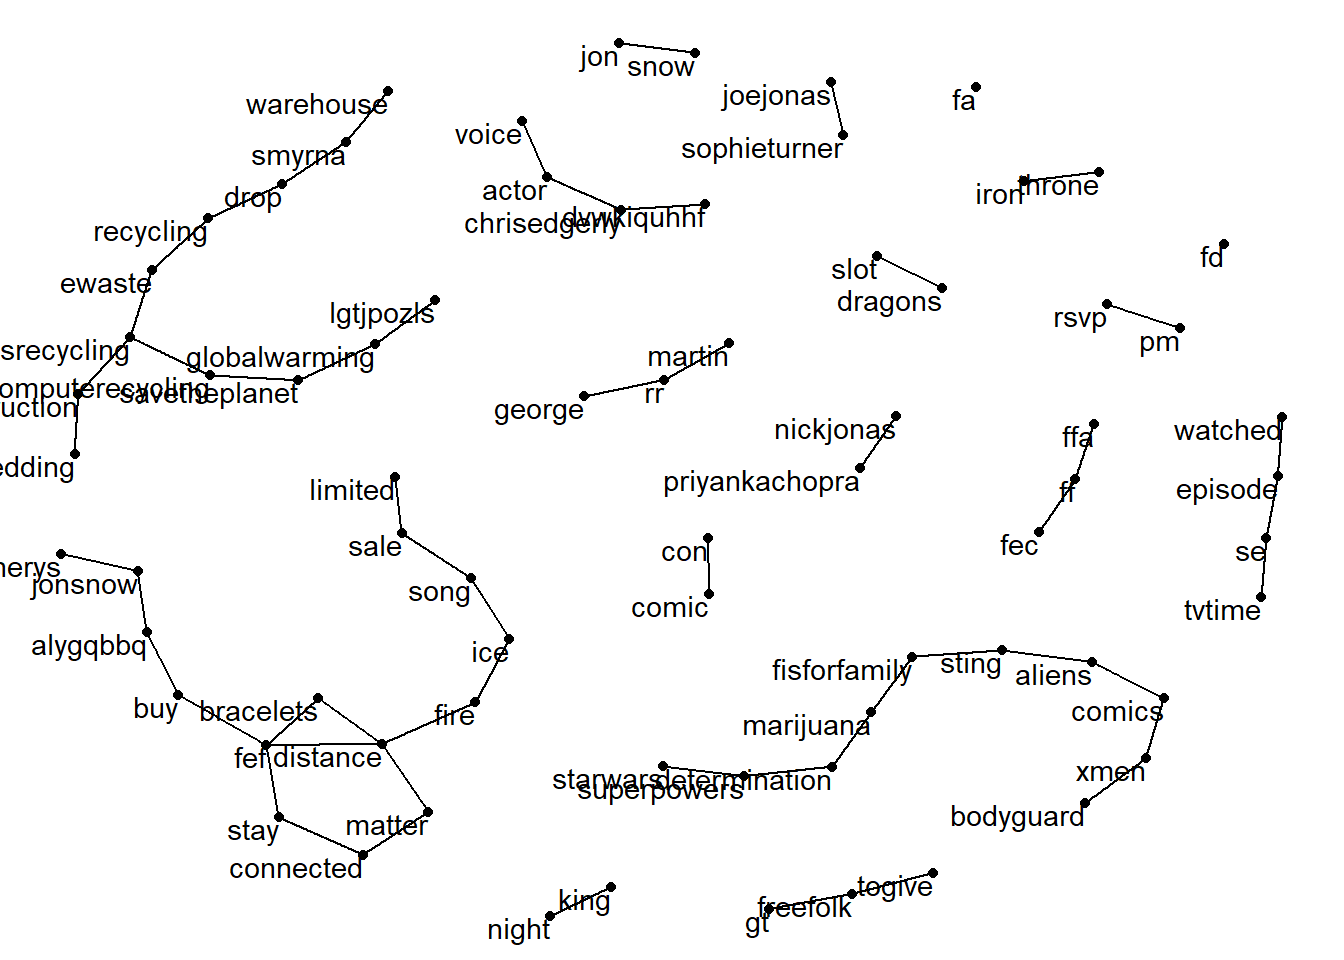 jon
snow
warehouse
joejonas
fa
voice
sophieturner
smyrna
actor
throne
iron
drop
chrisedgerly
recycling
fd
slot
ewaste
dragons
lgtjpozls
rsvp
pm
srecycling
globalwarming
martin
omputerecycling
savetheplanet
rr
uction
george
nickjonas
ffa
watched
edding
priyankachopra
limited
ff
episode
sale
con
fec
se
nerys
jonsnow
song
comic
tvtime
alygqbbq
ice
fisforfamily
sting
aliens
buy
bracelets
fire
marijuana
comics
fef
distance
starwars
determination
superpowers
xmen
stay
matter
bodyguard
connected
king
togive
freefolk
night
gt